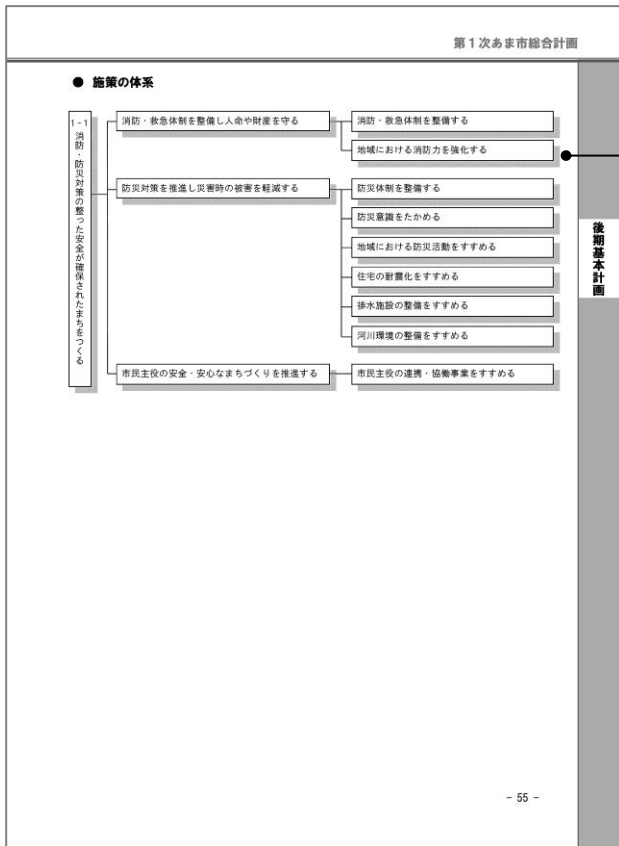 第1次あま市総合計画
● 施策の体系
1-1
消防・防災対策の整った安全が確保されたまちをつくる
消防・救急体制を整備し人命や財産を守る
消防・救急体制を整備する
地域における消防力を強化する
防災対策を推進し災害時の被害を軽減する
防災体制を整備する
防災意識をたかめる
地域における防災活動をすすめる
住宅の耐震化をすすめる
排水施設の整備をすすめる
河川環境の整備をすすめる
市民主役の安全・安心なまちづくりを推進する
市民主役の連携・協働事業をすすめる
後期基本計画
- 55 -